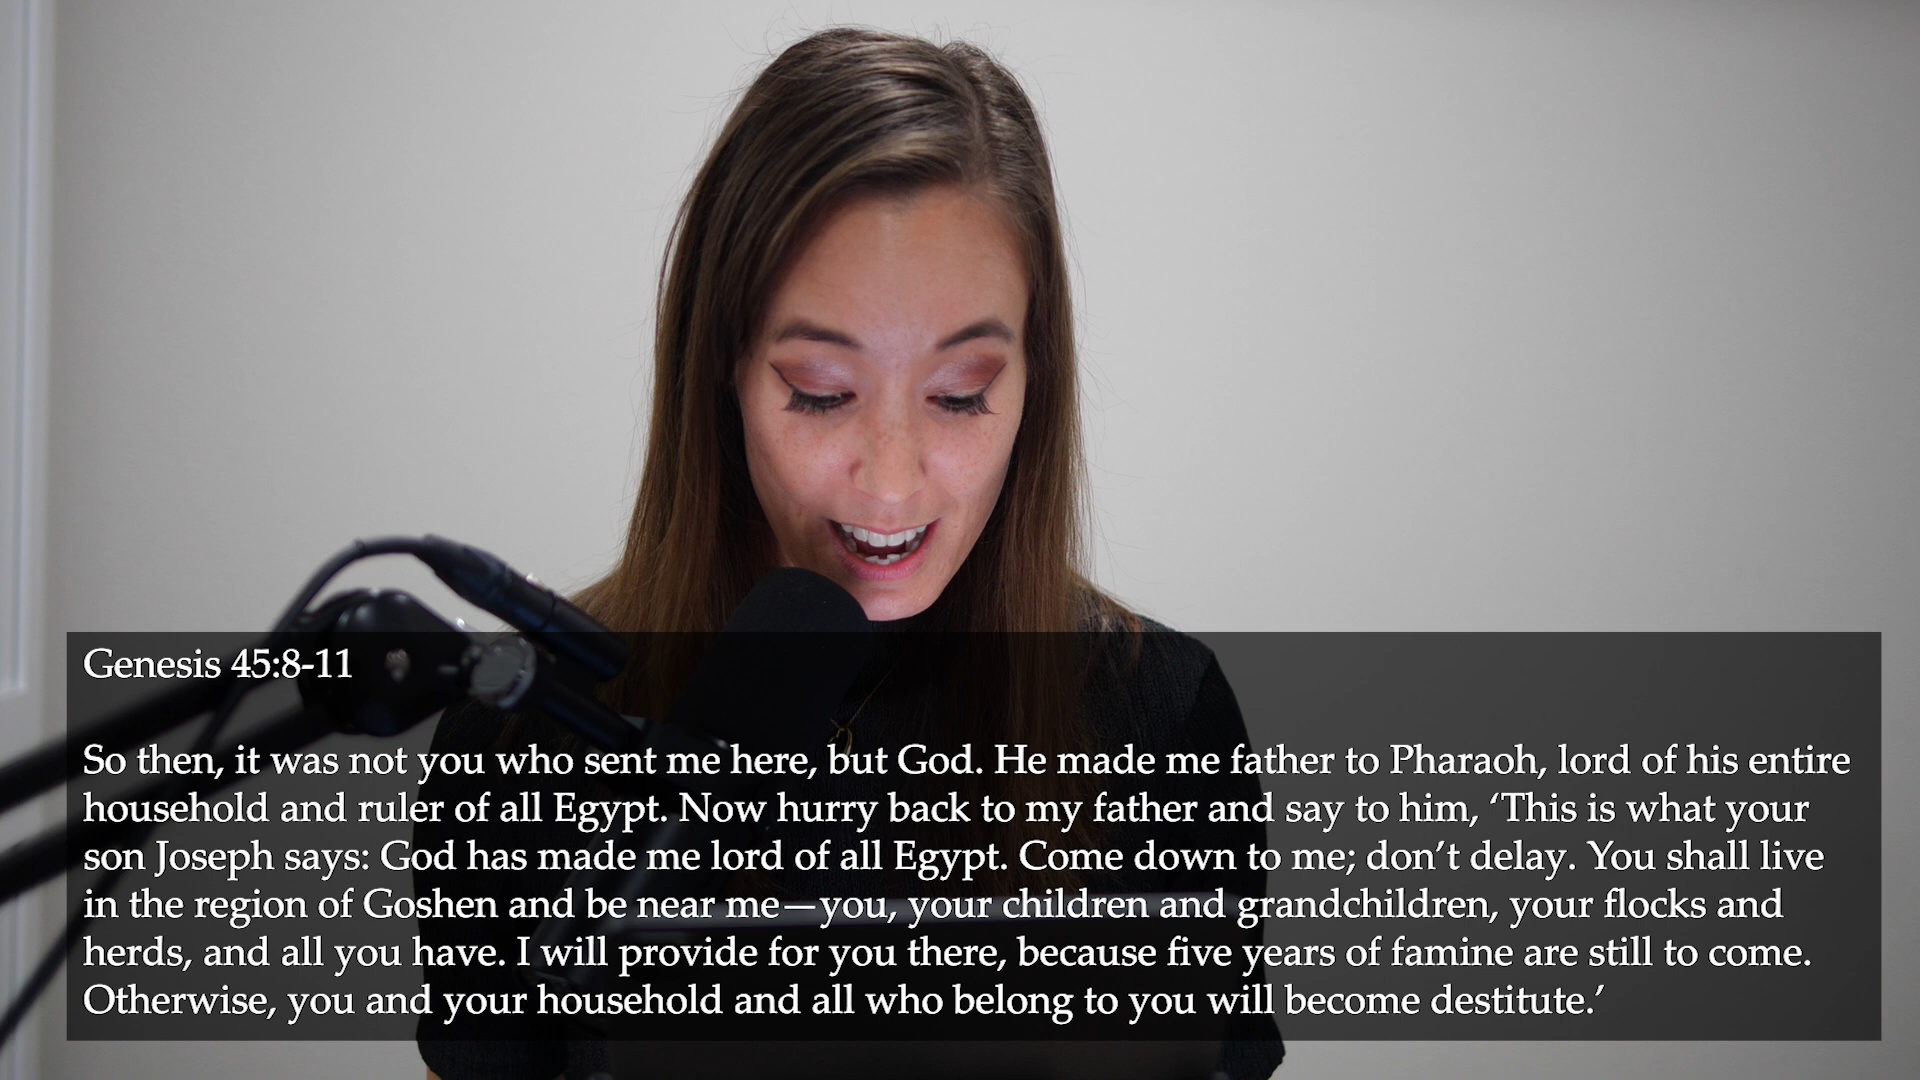 Genesis 45:8-11
So then, it was not you who sent me here, but God. He made me father to Pharaoh, lord of his entire
household and ruler of all Egypt. Now hurry back to my father and say to him, ‘This is what your
son Joseph says: God has made me lord of all Egypt. Come down to me; don’t delay. You shall live
in the region of Goshen and be near me—you, your children and grandchildren, your flocks and
herds, and all you have. I will provide for you there, because five years of famine are still to come.
Otherwise, you and your household and all who belong to you will become destitute.’